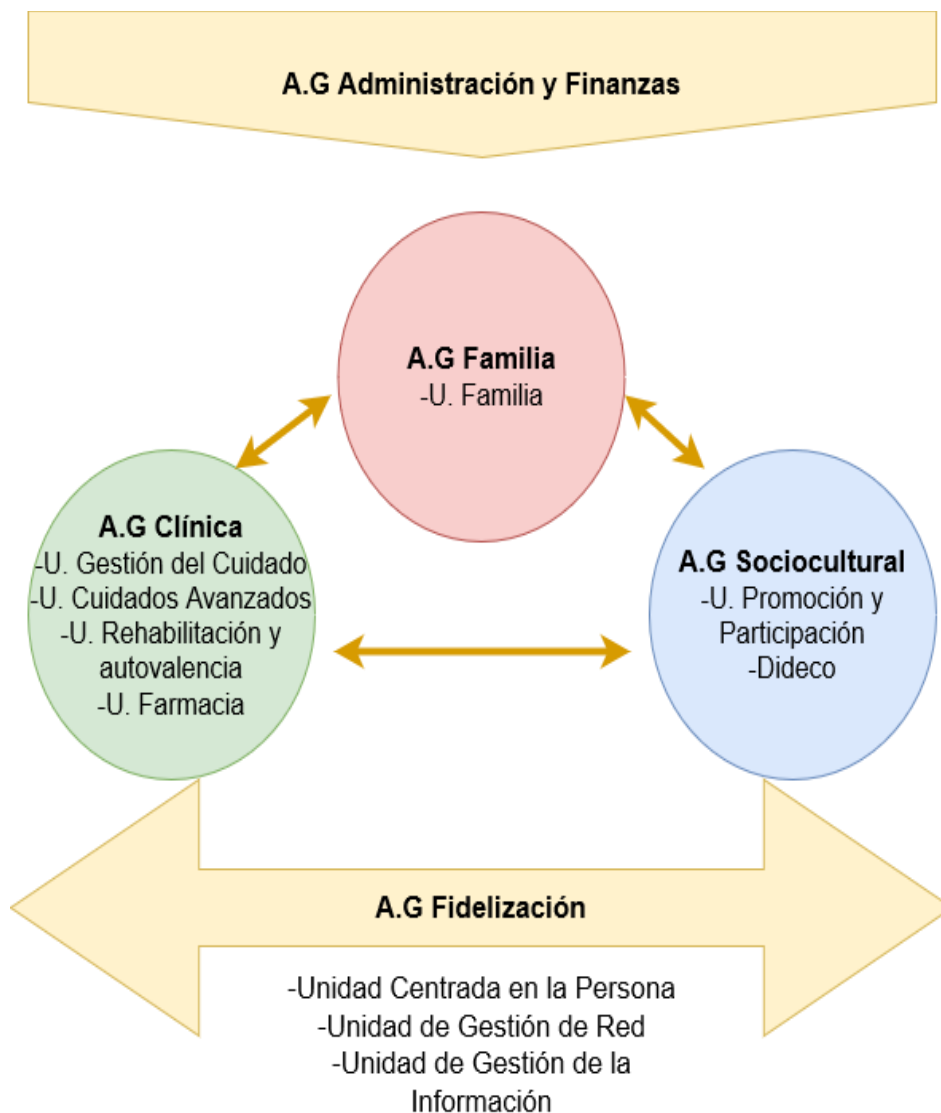 A.G Administración y Finanzas
A.G Familia
-U. Familia
A.G Clínica
-U. Gestión del Cuidado
-U. Cuidados Avanzados
-U. Rehabilitación y
autovalencia
-U. Farmacia
A.G Sociocultural
-U. Promoción y
Participación
-Dideco
A.G Fidelización
-Unidad Centrada en la Persona
-Unidad de Gestión de Red
-Unidad de Gestión de la
Información